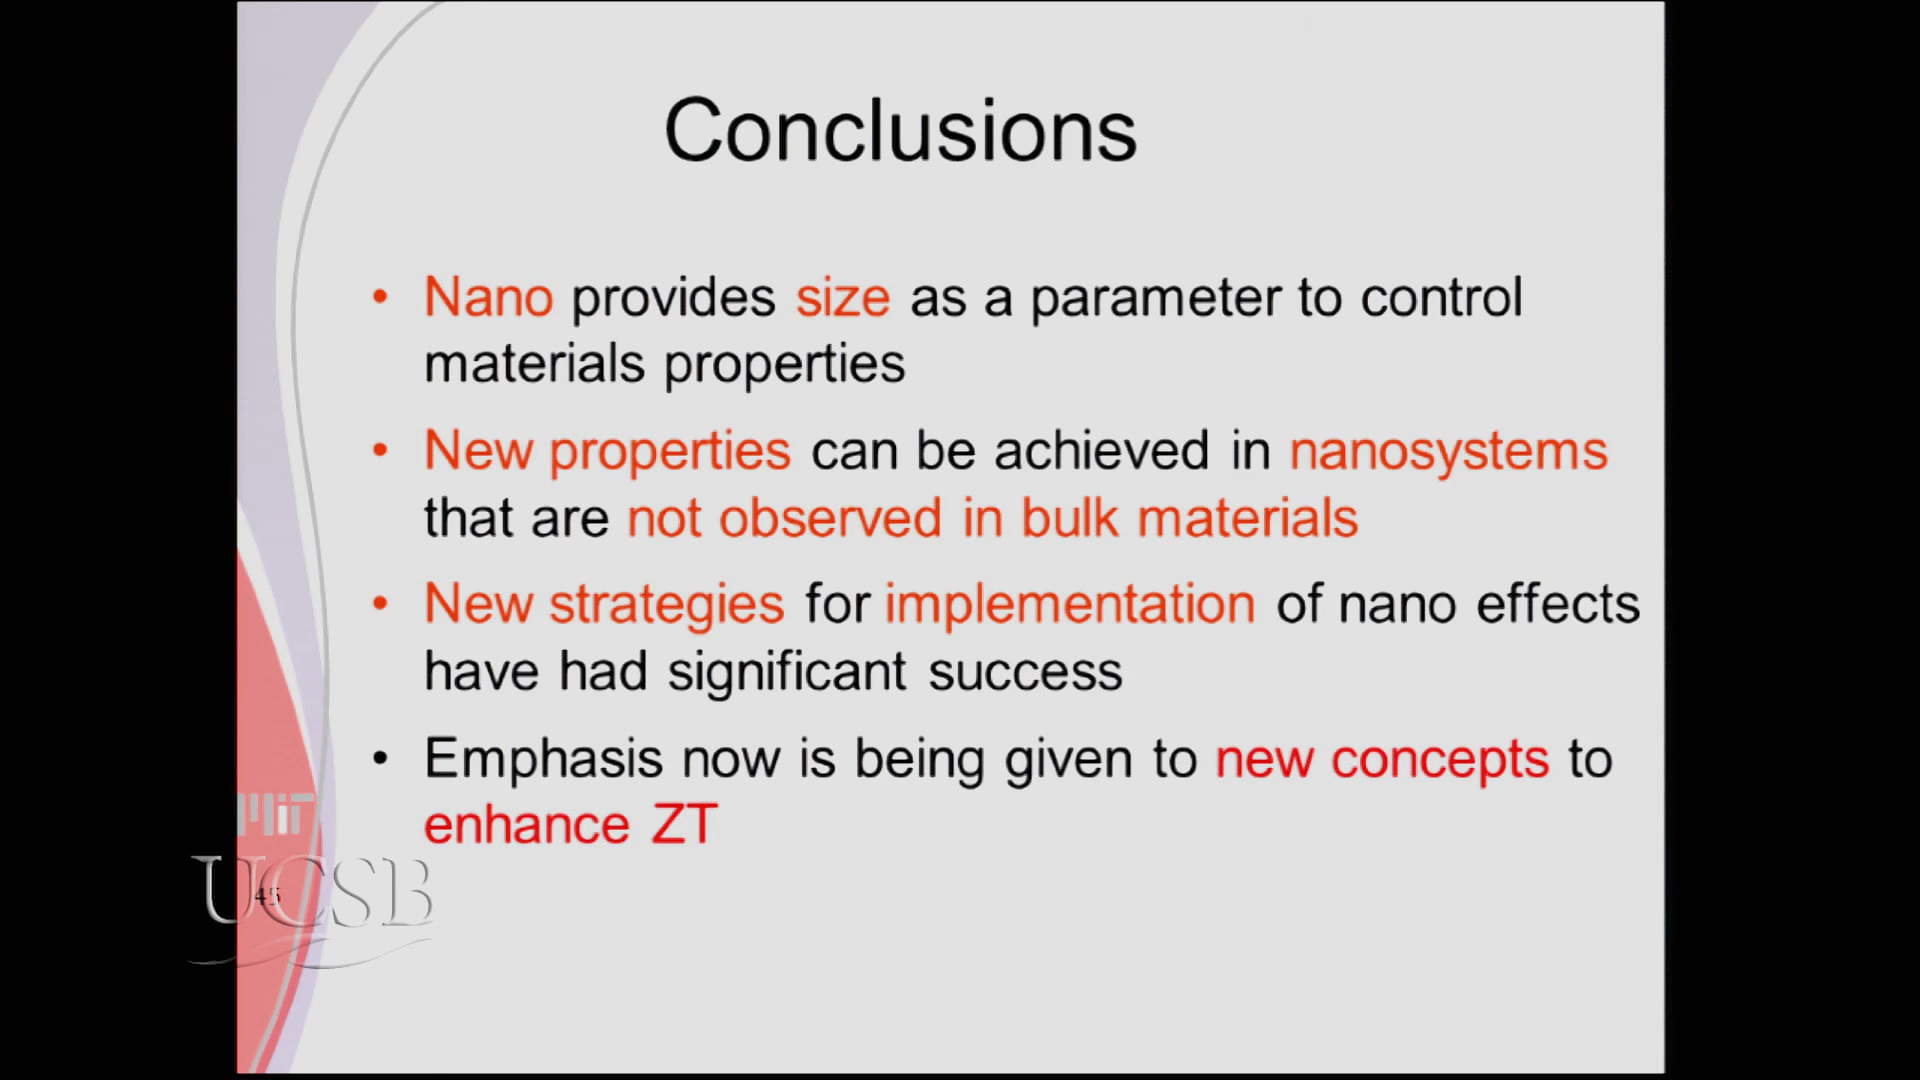 Conclusions
• Nano provides size as a parameter to control
materials properties
• New properties can be achieved in nanosystems
that are not observed in bulk materials
• New strategies for implementation of nano effects
have had significant success
• Emphasis now is being given to new concepts to
enhance ZT
MIT
UCSB
45